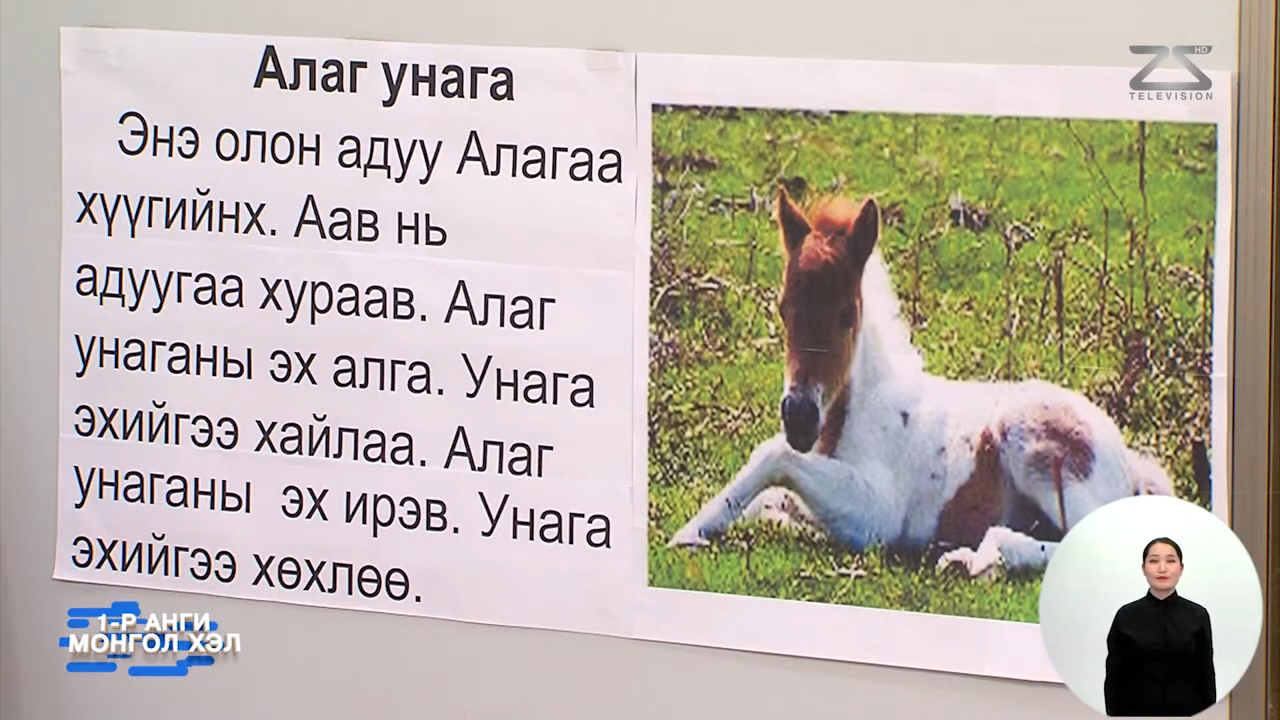 Алаг унага
Энэ олон адуу Алагаа
хүүгийнх. Аав нь
адуугаа хураав. Алаг
унаганы эх алга. Унага
эхийгээ хайлаа. Алаг
унаганы эх ирэв. Унага
эхийгээ хөхлөө.
HD
TELEVISION
1-Р АНГИ
МОНГОЛ ХЭЛ